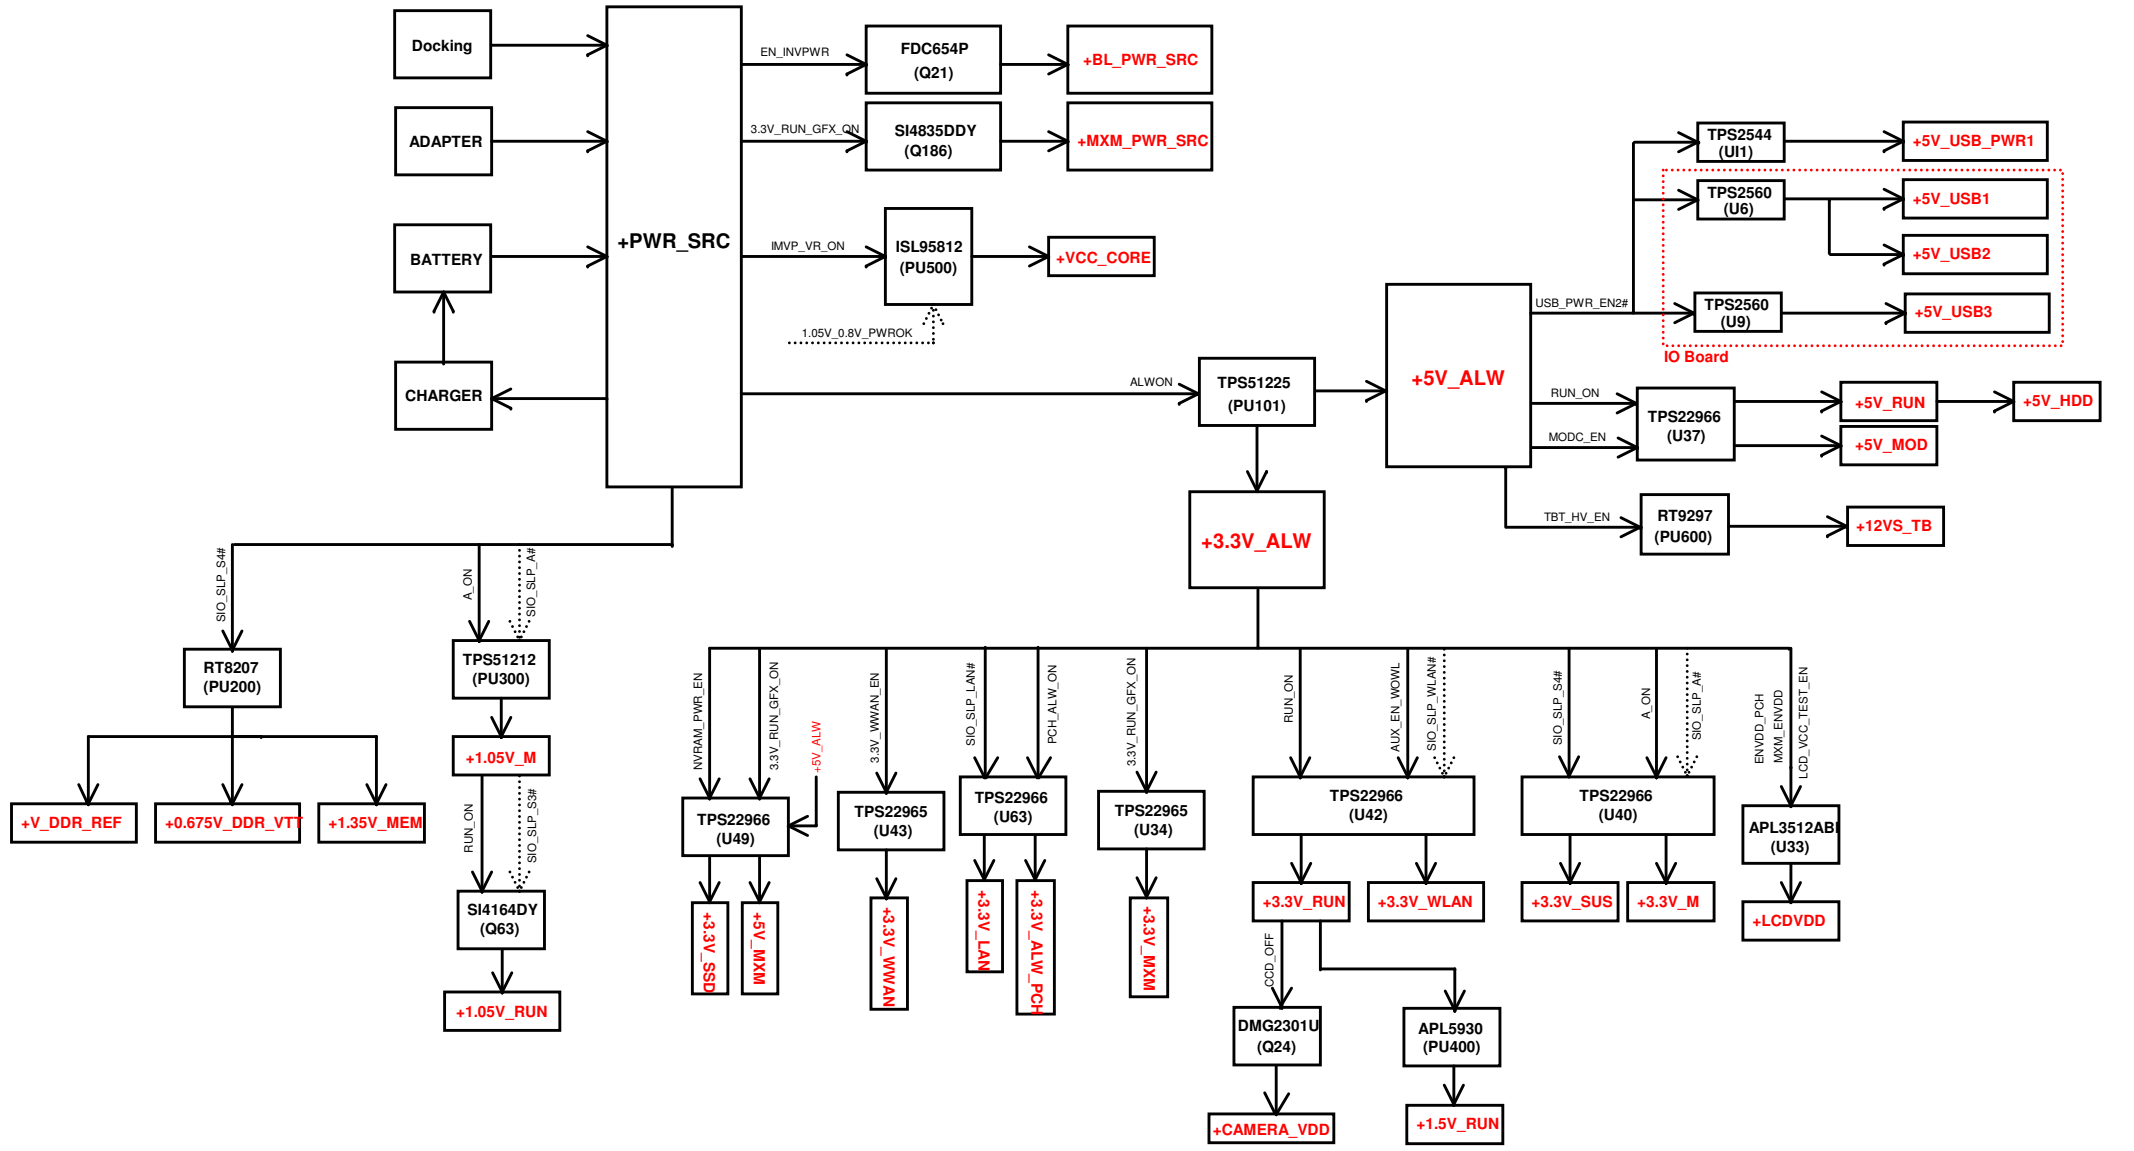 Docking
ADAPTER
BATTERY
CHARGER
+PWR_SRC
EN_INVPWR
FDC654P
(Q21)
+BL_PWR_SRC
3.3V_RUN_GFX_ON
SI4835DDY
(Q186)
+MXM_PWR_SRC
IMVP_VR_ON
ISL95812
(PU500)
+VCC_CORE
1.05V_0.8V_PWROK
ALWON
TPS51225
(PU101)
+5V_ALW
USB_PWR_EN2#
TPS2544
(UI1)
+5V_USB_PWR1
TPS2560
(U6)
+5V_USB1
+5V_USB2
TPS2560
(U9)
+5V_USB3
IO Board
RUN_ON
MODC_EN
TPS22966
(U37)
+5V_RUN
+5V_HDD
+5V_MOD
TBT_HV_EN
RT9297
(PU600)
+12VS_TB
+3.3V_ALW
SIO_SLP_S4#
A_ON
SIO_SLP_A#
RT8207
(PU200)
TPS51212
(PU300)
+V_DDR_REF
+0.675V_DDR_VTT
+1.35V_MEM
+1.05V_M
RUN_ON
SIO_SLP_S3#
SI4164DY
(Q63)
+1.05V_RUN
NVRAM_PWR_EN
3.3V_RUN_GFX_ON
+5V_ALW
TPS22966
(U49)
+3.3V_SSD
+5V_MXM
3.3V_WWAN_EN
TPS22965
(U43)
+3.3V_WWAN
SIO_SLP_LAN#
PCH_ALW_ON
TPS22966
(U63)
+3.3V_LAN
+3.3V_ALW_PCH
3.3V_RUN_GFX_ON
TPS22965
(U34)
+3.3V_MXM
RUN_ON
AUX_EN_WOWL
SIO_SLP_WLAN#
TPS22966
(U42)
+3.3V_RUN
+3.3V_WLAN
CCD_OFF
DMG2301U
(Q24)
+CAMERA_VDD
APL5930
(PU400)
+1.5V_RUN
SIO_SLP_S4#
A_ON
SIO_SLP_A#
TPS22966
(U40)
+3.3V_SUS
+3.3V_M
ENVDD_PCH
MXM_ENVDD
LCD_VCC_TEST_EN
APL3512ABI
(U33)
+LCDVDD